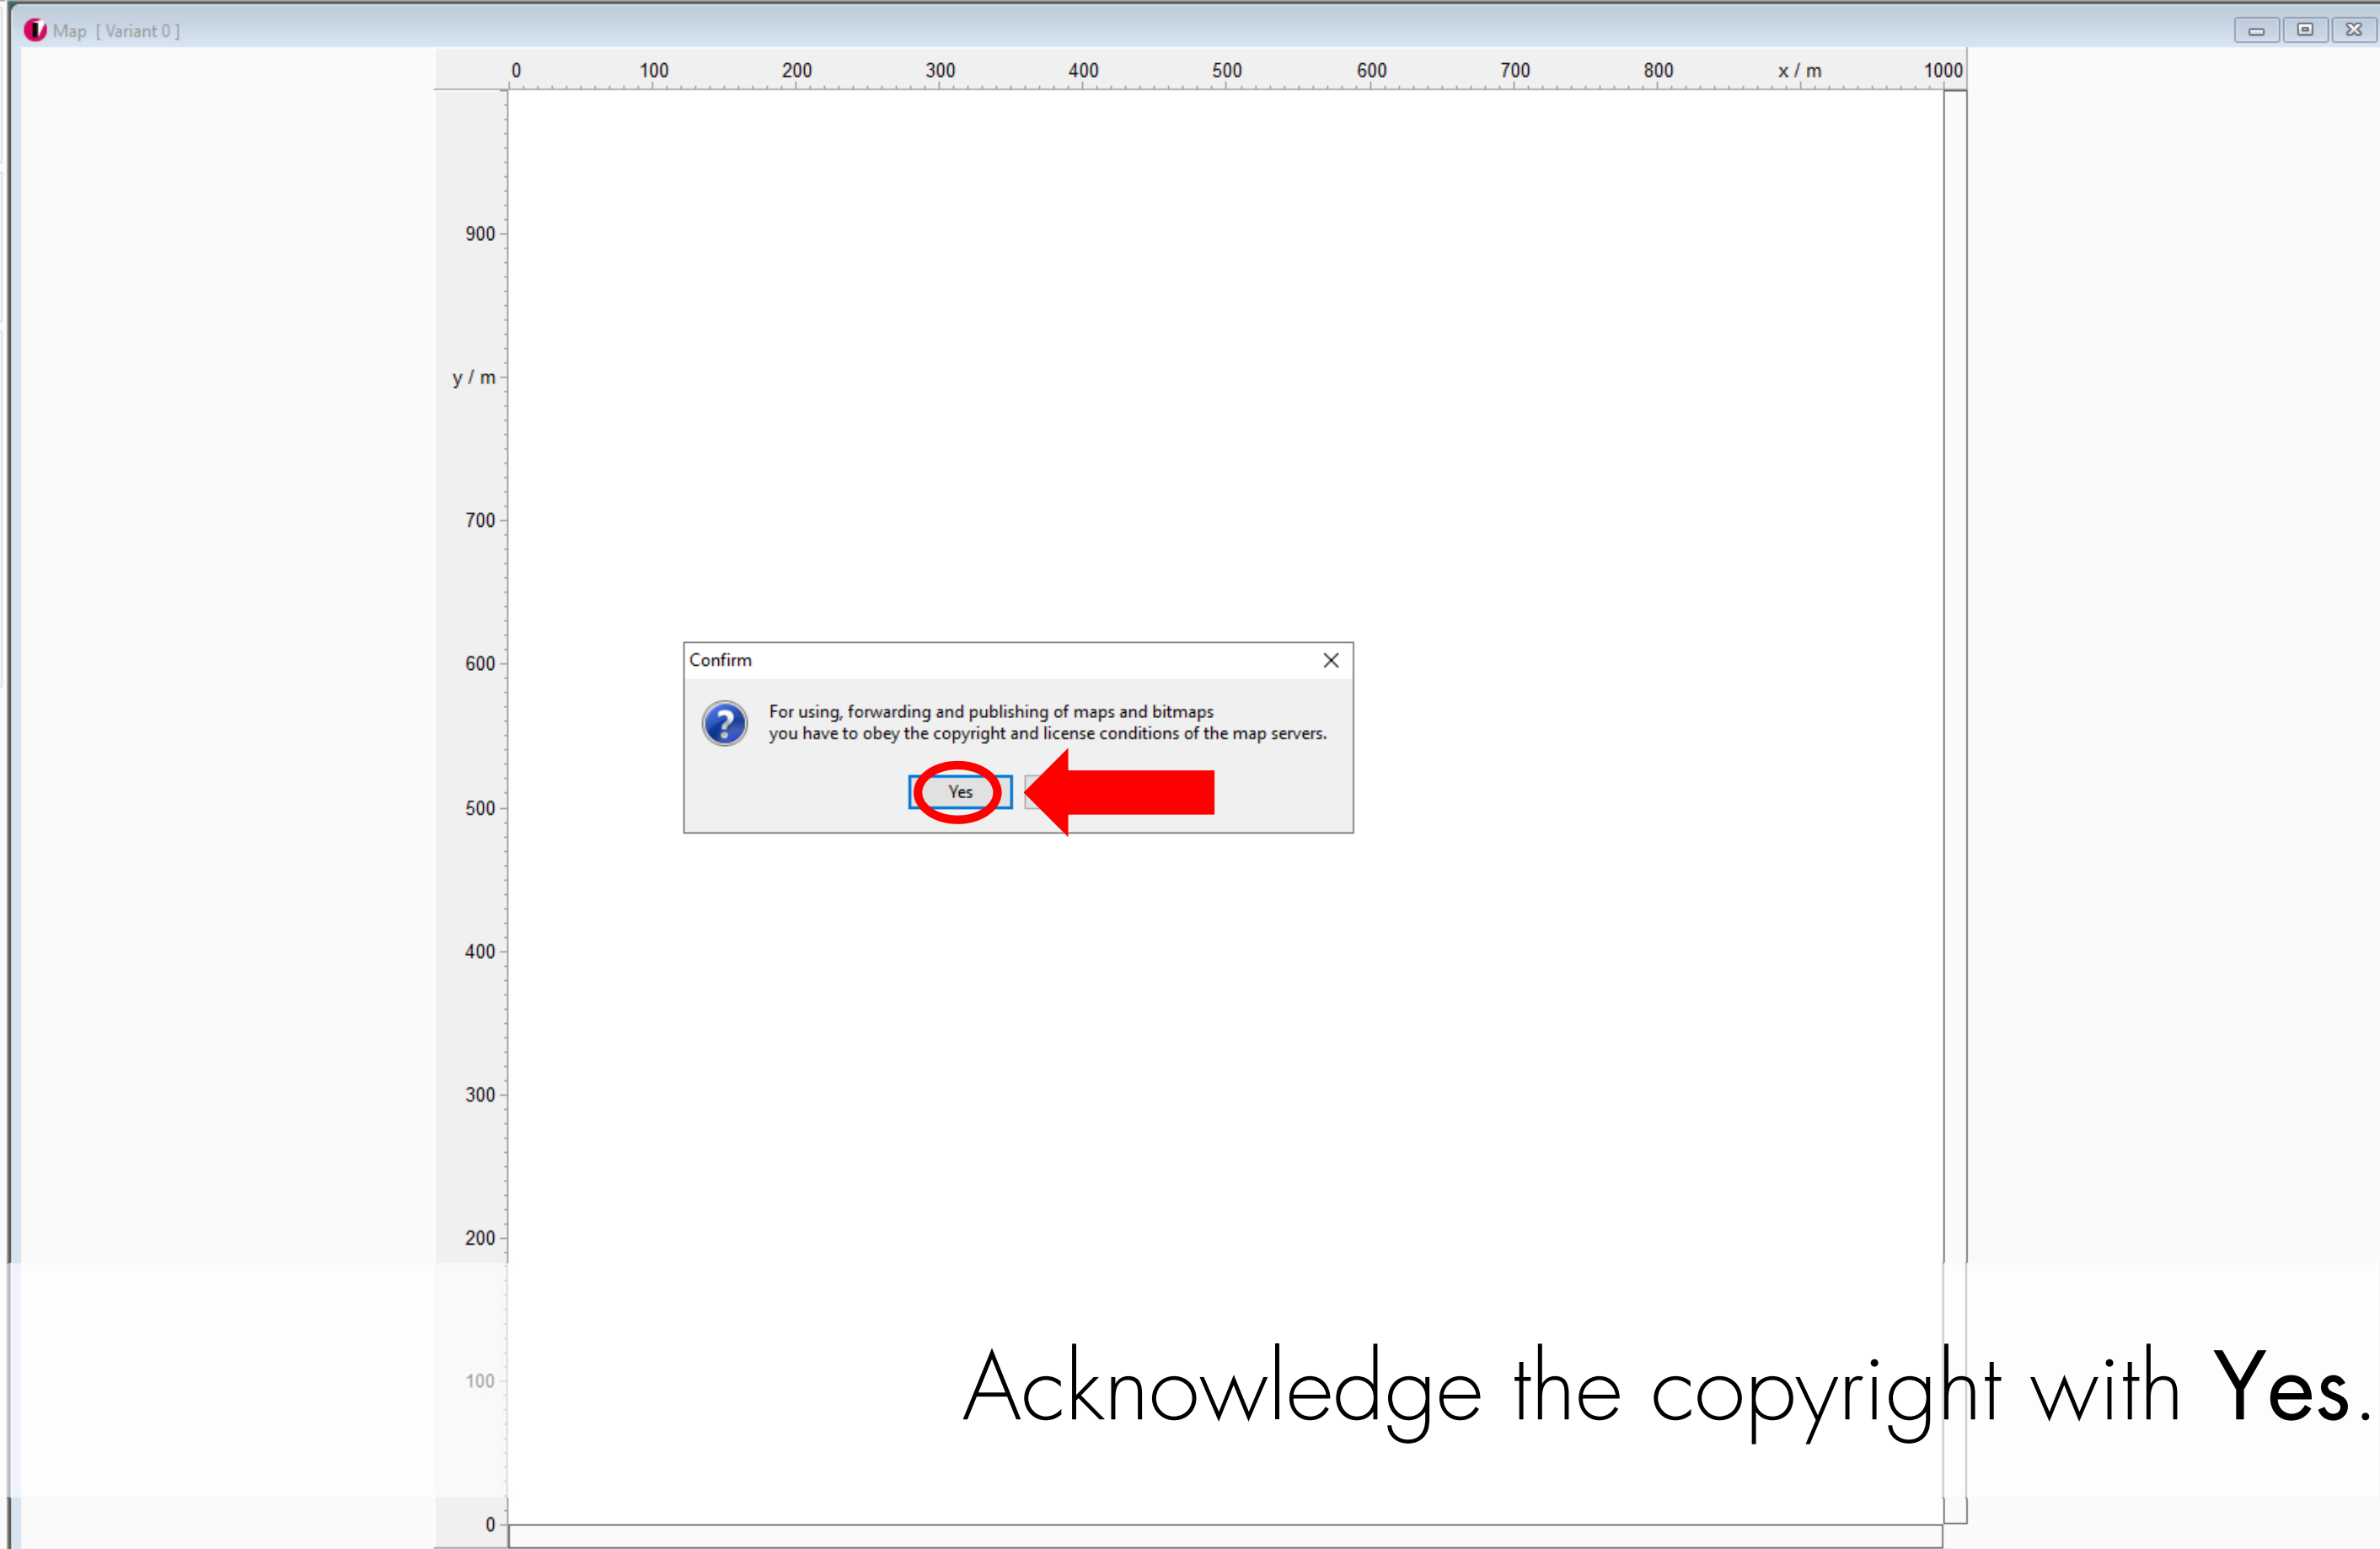 Map [ Variant 0 ]
0 100 200 300 400 500 600 700 800 x / m 1000
900
y / m
700
600
Confirm
For using, forwarding and publishing of maps and bitmaps
you have to obey the copyright and license conditions of the map servers.
Yes
500
400
300
200
100
Acknowledge the copyright with Yes.
0